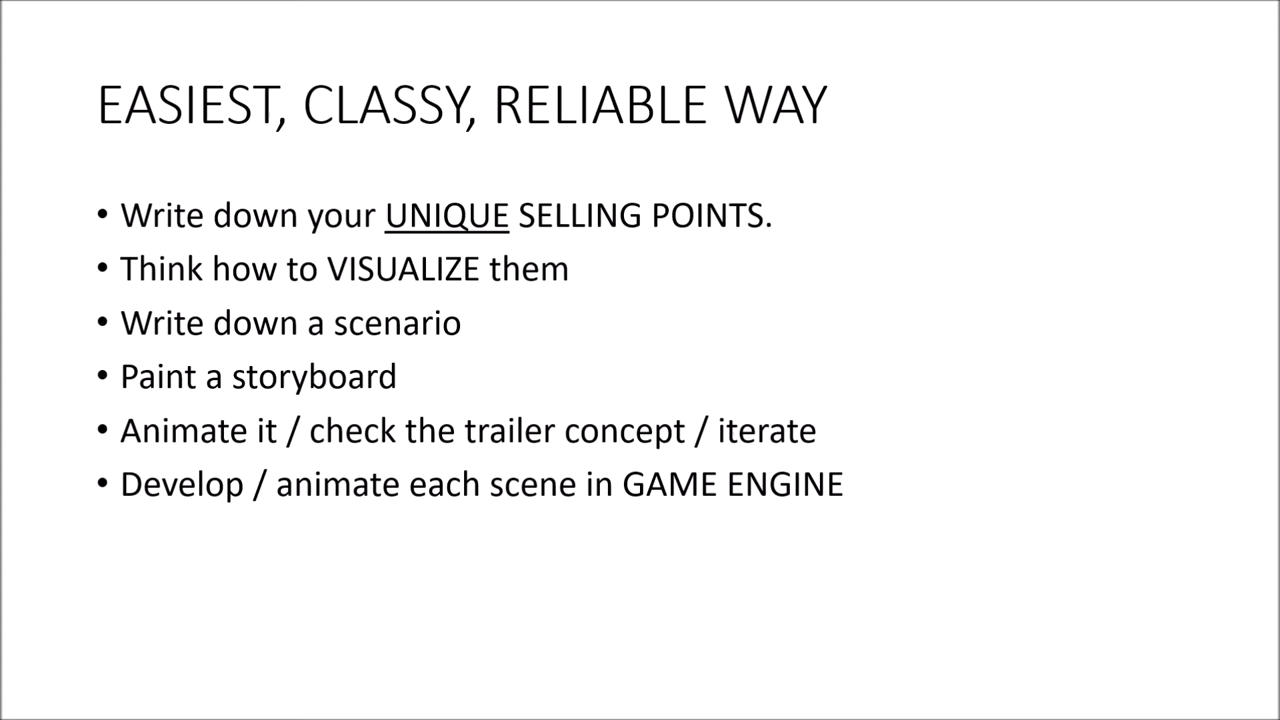 EASIEST, CLASSY, RELIABLE WAY
• Write down your UNIQUE SELLING POINTS.
• Think how to VISUALIZE them
• Write down a scenario
• Paint a storyboard
• Animate it / check the trailer concept / iterate
• Develop / animate each scene in GAME ENGINE